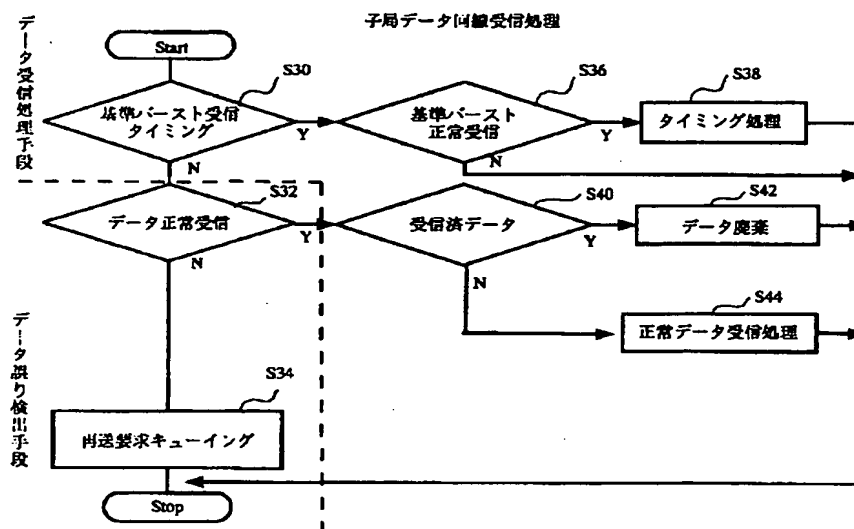 子局データ回線受信処理
データ受信処理手段
Start
S30
基準バースト受信
タイミング
Y
N
S36
基準バースト
正常受信
Y
N
S38
タイミング処理
S32
データ正常受信
Y
N
S40
受信済データ
Y
N
S42
データ廃棄
S44
正常データ受信処理
データ誤り検出手段
S34
再送要求キューイング
Stop